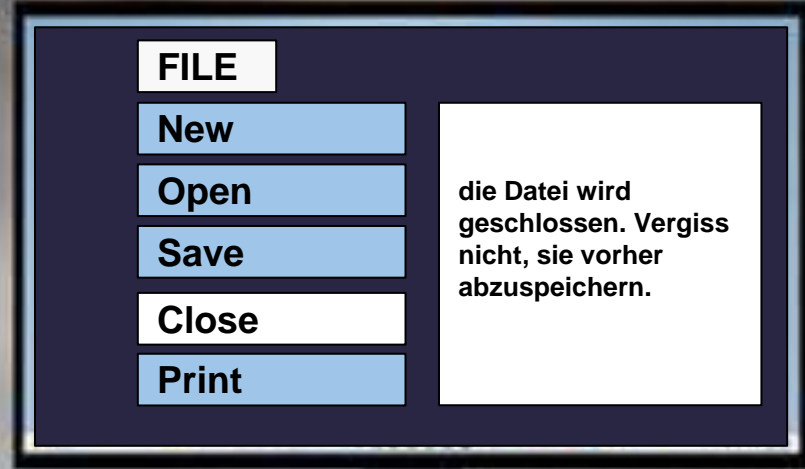 FILE
New
Open
Save
Close
Print
die Datei wird
geschlossen. Vergiss
nicht, sie vorher
abzuspeichern.